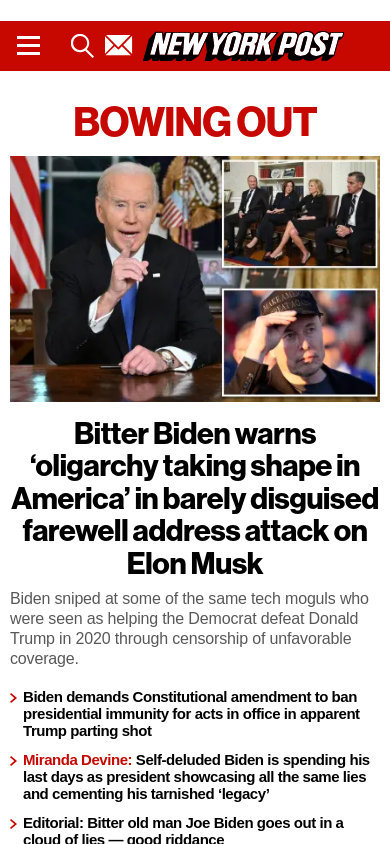 NEW YORK POST
BOWING OUT
MAKE AMERICA
GREAT AGAIN
Bitter Biden warns
‘oligarchy taking shape in
America’ in barely disguised
farewell address attack on
Elon Musk
Biden sniped at some of the same tech moguls who
were seen as helping the Democrat defeat Donald
Trump in 2020 through censorship of unfavorable
coverage.
Biden demands Constitutional amendment to ban
presidential immunity for acts in office in apparent
Trump parting shot
Miranda Devine: Self-deluded Biden is spending his
last days as president showcasing all the same lies
and cementing his tarnished ‘legacy’
Editorial: Bitter old man Joe Biden goes out in a
cloud of lies — good riddance